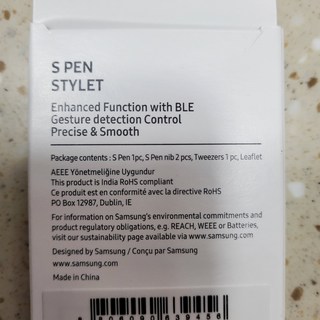 S PEN
STYLET
Enhanced Function with BLE
Gesture detection Control
Precise & Smooth
Package contents : S Pen 1pc, S Pen nib 2 pcs, Tweezers 1 pc, Leaflet
AEEE Yönetmeliğine Uygundur
This product is India RoHS compliant
Ce produit est en conformité avec la directive RoHS
PO Box 12987, Dublin, IE
For information on Samsung's environmental commitments and
product regulatory obligations, e.g. REACH, WEEE or Batteries,
visit our sustainability page available via www.samsung.com
Designed by Samsung / Conçu par Samsung
www.samsung.com
Made in China